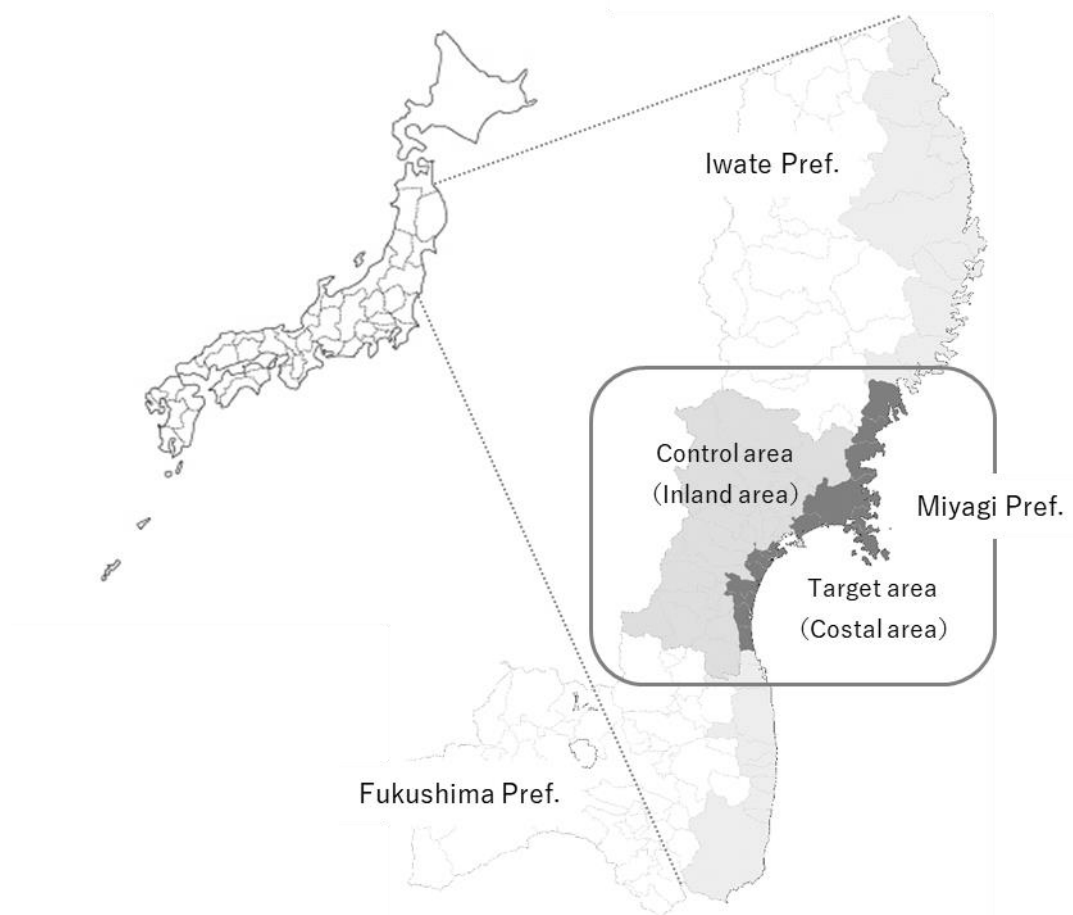 Iwate Pref.
Control area
（Inland area）
Miyagi Pref.
Target area
（Costal area）
Fukushima Pref.